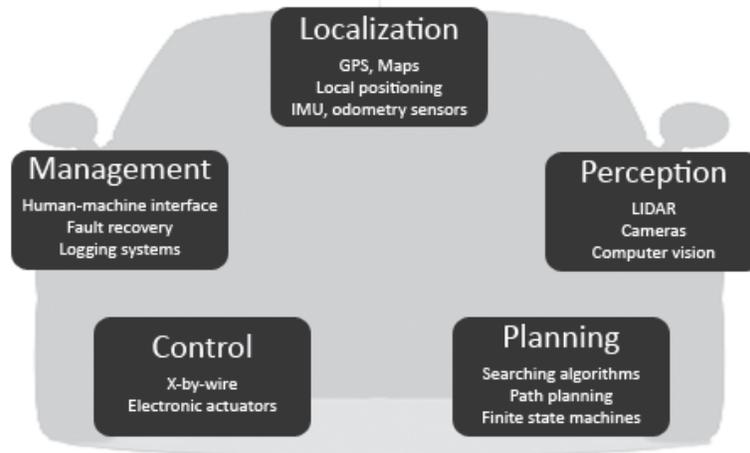 Localization
GPS, Maps
Local positioning
IMU, odometry sensors
Management
Human-machine interface
Fault recovery
Logging systems
Perception
LIDAR
Cameras
Computer vision
Control
X-by-wire
Electronic actuators
Planning
Searching algorithms
Path planning
Finite state machines